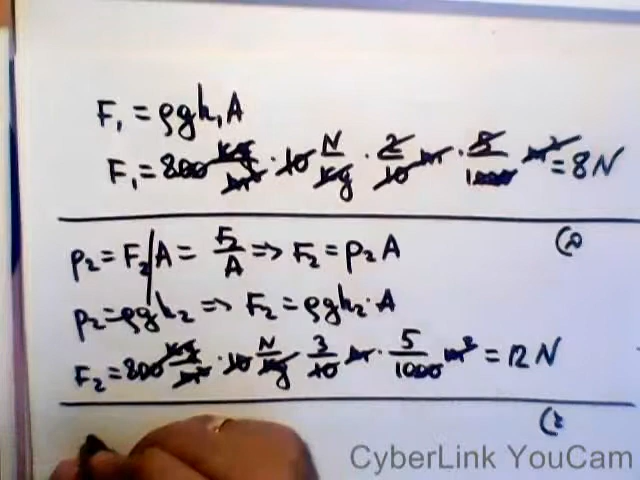 F₁ = ρgh₁A
F₁ = 800 kg/m³ · 10 N/kg · 2/10 m · 5/1000 m² = 8N
p₂ = F₂/A = F₂/A => F₂ = p₂A
p₂ = ρgh₂ => F₂ = ρgh₂·A
F₂ = 800 kg/m³ · 10 N/kg · 3/10 m · 5/1000 m² = 12 N
CyberLink YouCam